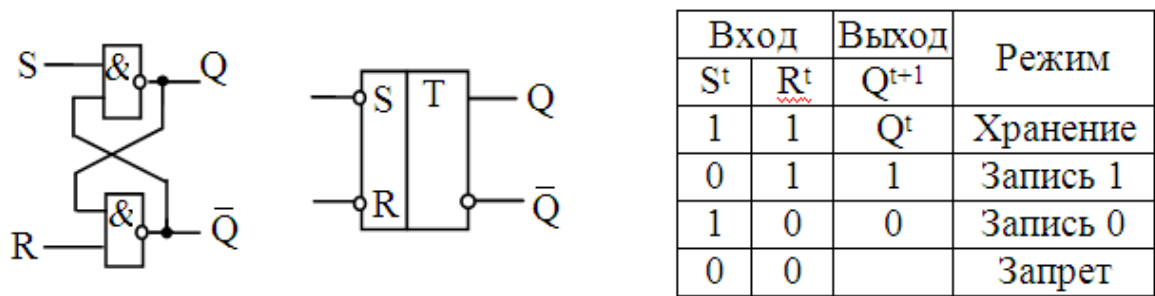 S & Q
R & Q̄
S T Q
R Q̄
Вход Выход Режим
Sᵗ Rᵗ Qᵗ⁺¹
1 1 Qᵗ Хранение
0 1 1 Запись 1
1 0 0 Запись 0
0 0 Запрет